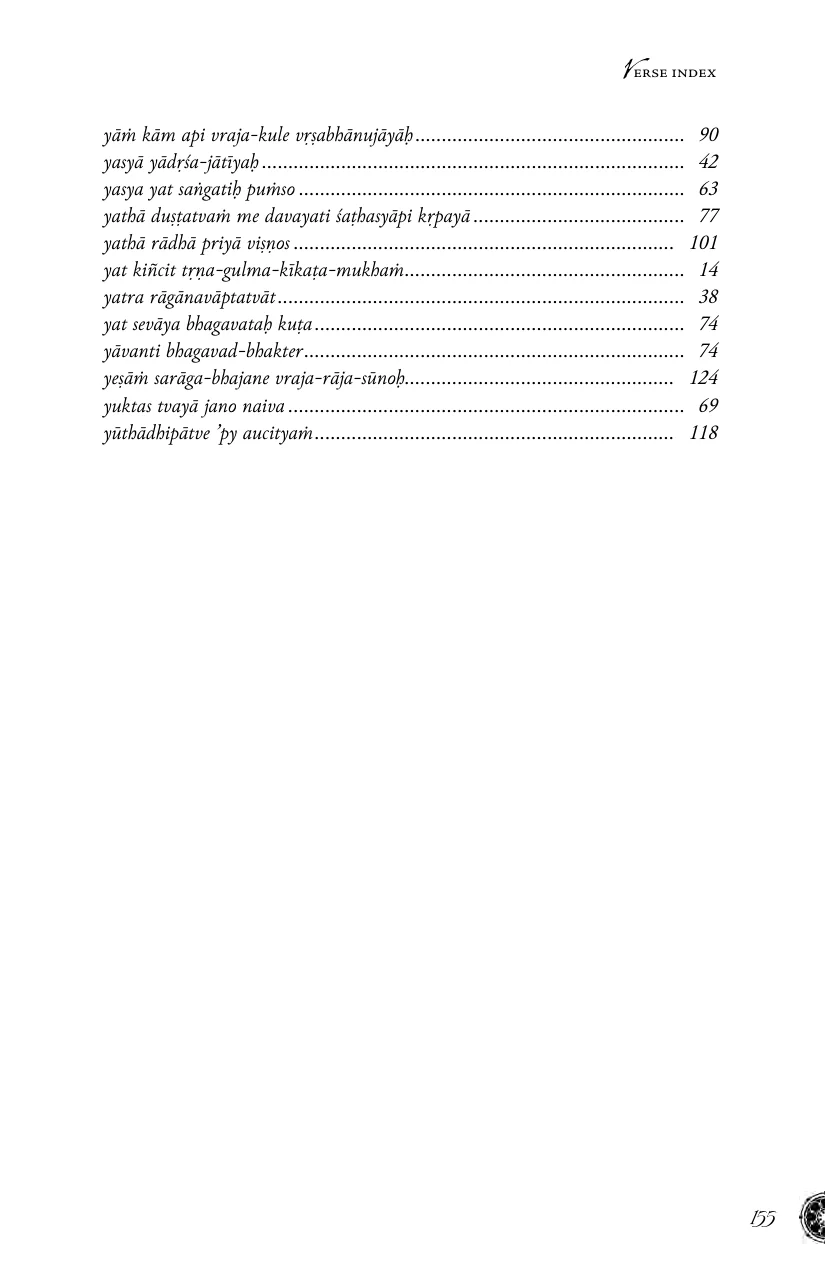 VERSE INDEX
yāṁ kām api vraja-kule vṛṣabhānujāyāḥ ................................................... 90
yasyā yādṛśa-jātīyaḥ ................................................................................ 42
yasya yat saṅgatiḥ puṁso ......................................................................... 63
yathā duṣṭatvaṁ me davayati śaṭhasyāpi kṛpayā ........................................ 77
yathā rādhā priyā viṣṇos ........................................................................ 101
yat kiñcit tṛṇa-gulma-kīkaṭa-mukhaṁ..................................................... 14
yatra rāgānavāptatvāt ............................................................................. 38
yat sevāya bhagavataḥ kuṭa ...................................................................... 74
yāvanti bhagavad-bhakter........................................................................ 74
yeṣāṁ sarāga-bhajane vraja-rāja-sūnoḥ................................................... 124
yuktas tvayā jano naiva ........................................................................... 69
yūthādhipātve ’py aucityaṁ.................................................................... 118
155